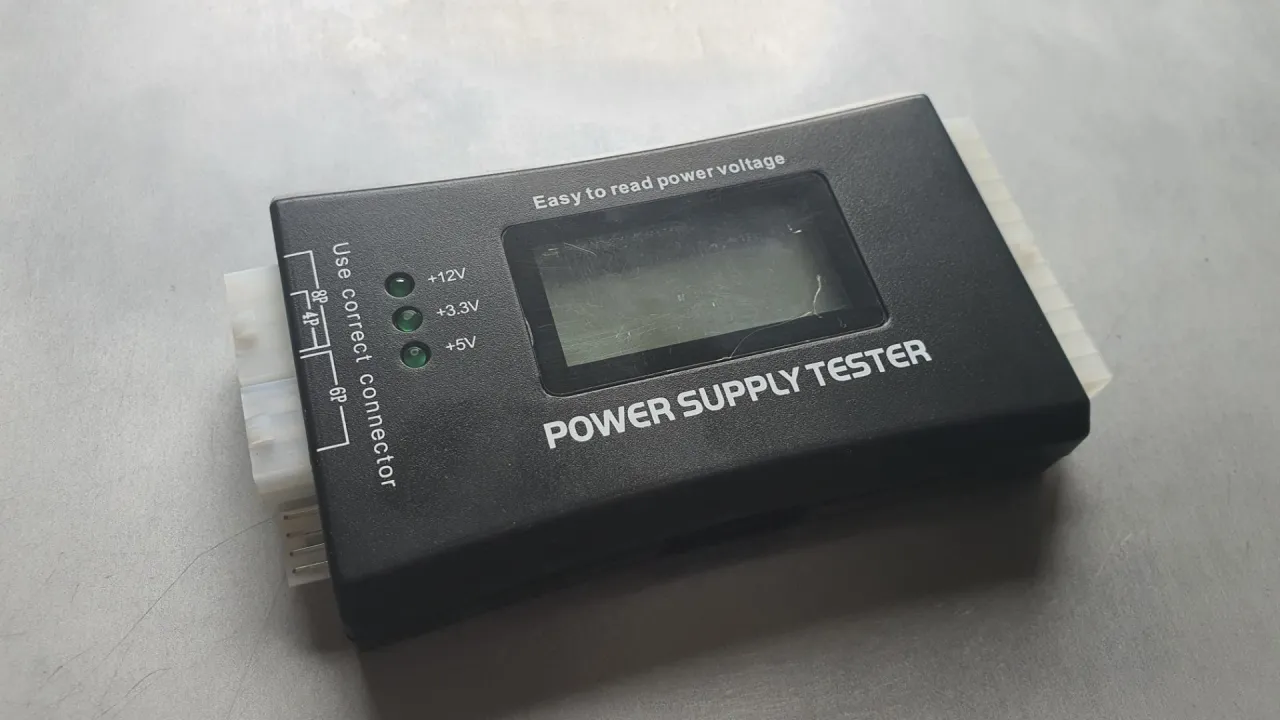 Easy to read power voltage
Use correct connector
8P
4P
6P
+12V
+3.3V
+5V
POWER SUPPLY TESTER